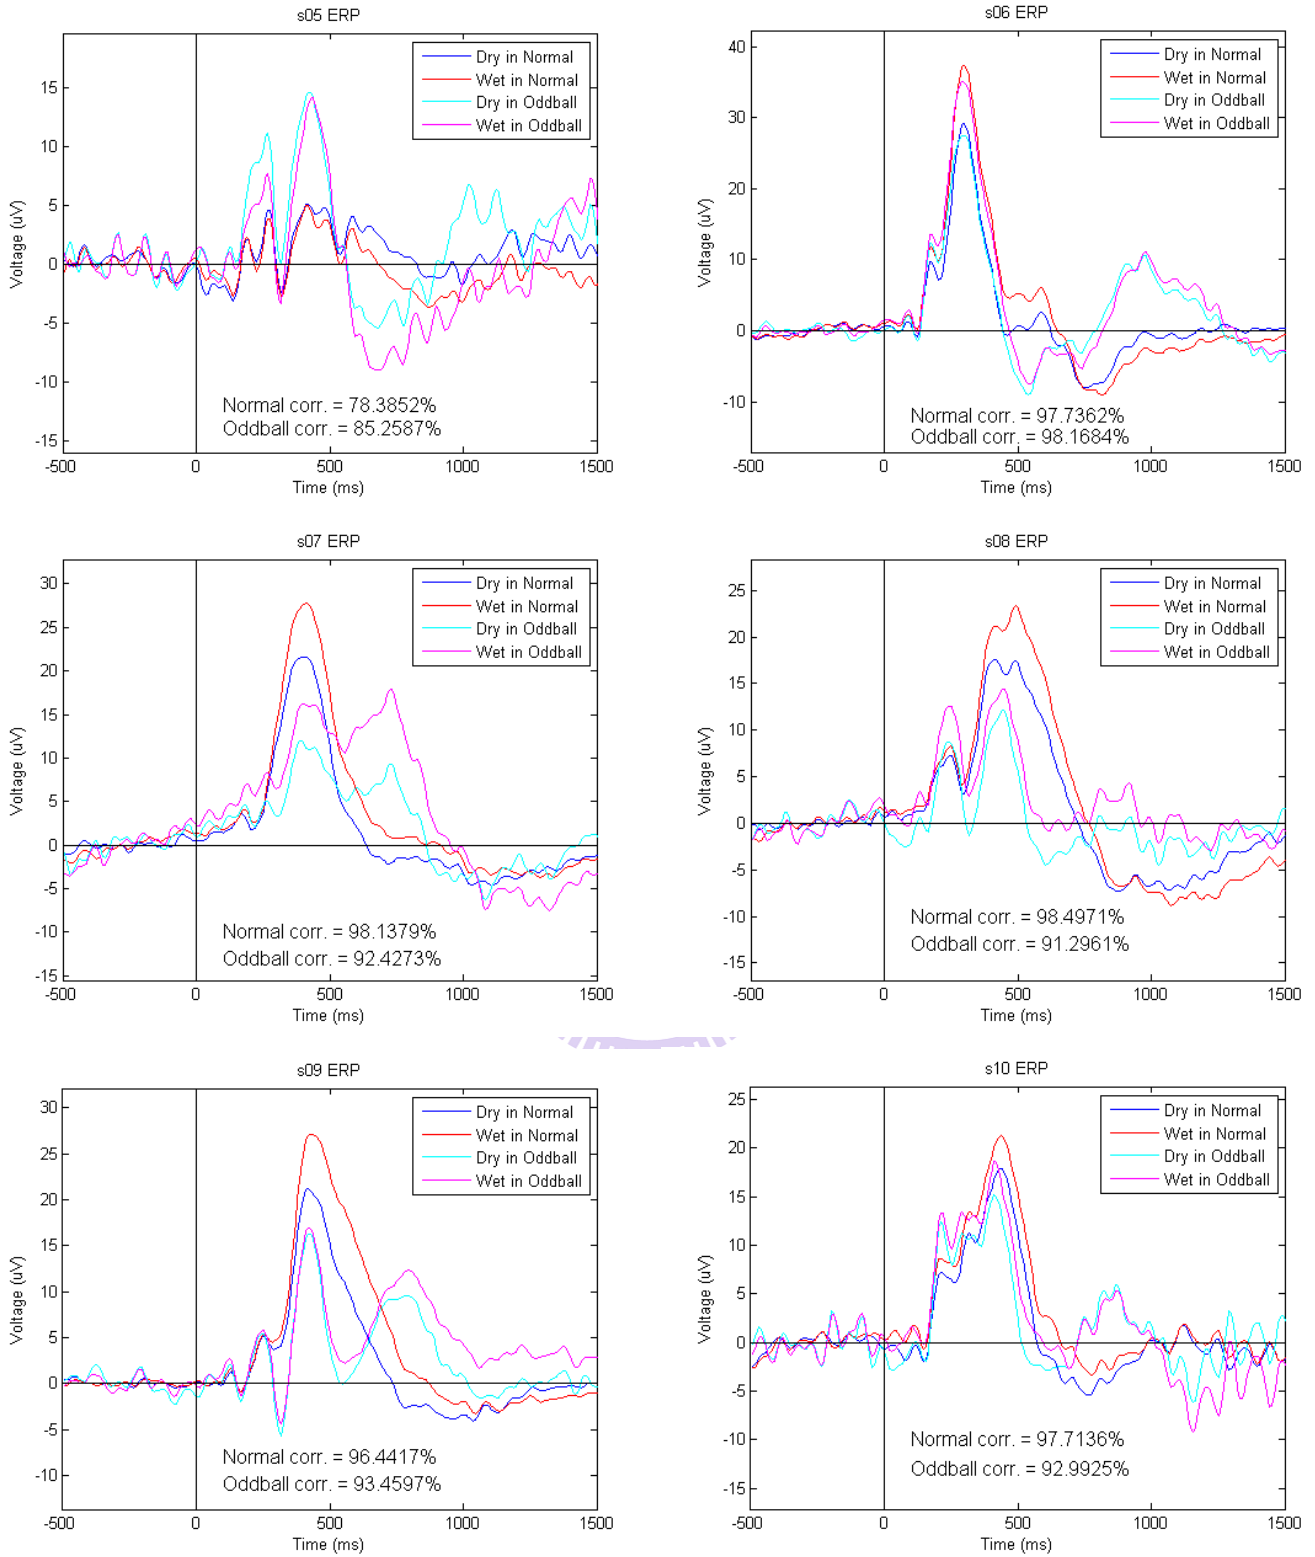 s05 ERP
Dry in Normal
Wet in Normal
Dry in Oddball
Wet in Oddball
15
10
5
0
-5
-10
-15
Voltage (uV)
Normal corr. = 78.3852%
Oddball corr. = 85.2587%
-500 0 500 1000 1500
Time (ms)
s06 ERP
Dry in Normal
Wet in Normal
Dry in Oddball
Wet in Oddball
40
30
20
10
0
-10
Voltage (uV)
Normal corr. = 97.7362%
Oddball corr. = 98.1684%
-500 0 500 1000 1500
Time (ms)
s07 ERP
Dry in Normal
Wet in Normal
Dry in Oddball
Wet in Oddball
30
25
20
15
10
5
0
-5
-10
-15
Voltage (uV)
Normal corr. = 98.1379%
Oddball corr. = 92.4273%
-500 0 500 1000 1500
Time (ms)
s08 ERP
Dry in Normal
Wet in Normal
Dry in Oddball
Wet in Oddball
25
20
15
10
5
0
-5
-10
-15
Voltage (uV)
Normal corr. = 98.4971%
Oddball corr. = 91.2961%
-500 0 500 1000 1500
Time (ms)
s09 ERP
Dry in Normal
Wet in Normal
Dry in Oddball
Wet in Oddball
30
25
20
15
10
5
0
-5
-10
Voltage (uV)
Normal corr. = 96.4417%
Oddball corr. = 93.4597%
-500 0 500 1000 1500
Time (ms)
s10 ERP
Dry in Normal
Wet in Normal
Dry in Oddball
Wet in Oddball
25
20
15
10
5
0
-5
-10
-15
Voltage (uV)
Normal corr. = 97.7136%
Oddball corr. = 92.9925%
-500 0 500 1000 1500
Time (ms)